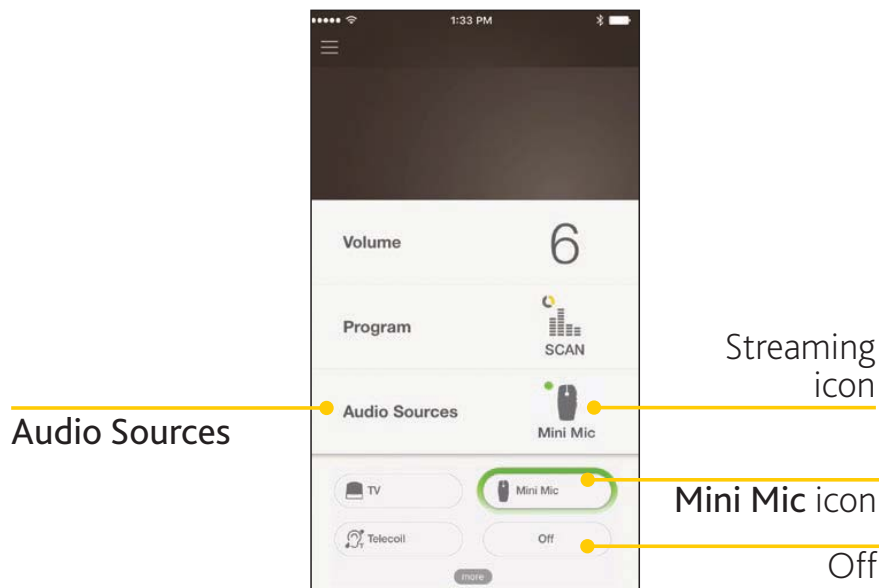 1:33 PM
Volume
6
Program
SCAN
Streaming
icon
Audio Sources
Audio Sources
Mini Mic
TV
Mini Mic
Mini Mic icon
Telecoil
T
Off
Off
more